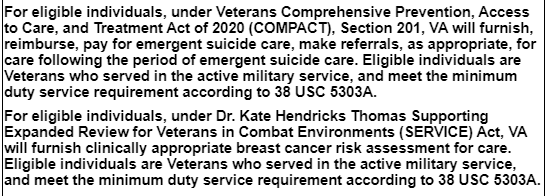 For eligible individuals, under Veterans Comprehensive Prevention, Access
to Care, and Treatment Act of 2020 (COMPACT), Section 201, VA will furnish,
reimburse, pay for emergent suicide care, make referrals, as appropriate, for
care following the period of emergent suicide care. Eligible individuals are
Veterans who served in the active military service, and meet the minimum
duty service requirement according to 38 USC 5303A.
For eligible individuals, under Dr. Kate Hendricks Thomas Supporting
Expanded Review for Veterans in Combat Environments (SERVICE) Act, VA
will furnish clinically appropriate breast cancer risk assessment for care.
Eligible individuals are Veterans who served in the active military service,
and meet the minimum duty service requirement according to 38 USC 5303A.